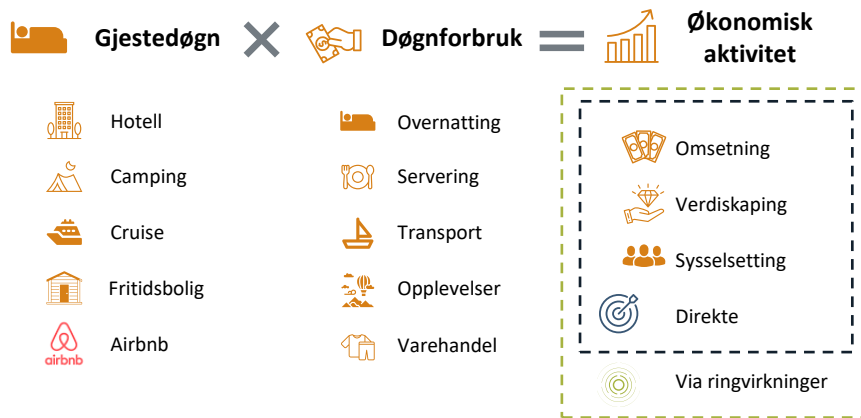 Gjestedøgn
Døgnforbruk
Økonomisk
aktivitet
Hotell
Camping
Cruise
Fritidsbolig
airbnb
Airbnb
Overnatting
Servering
Transport
Opplevelser
Varehandel
Omsetning
Verdiskaping
Sysselsetting
Direkte
Via ringvirkninger